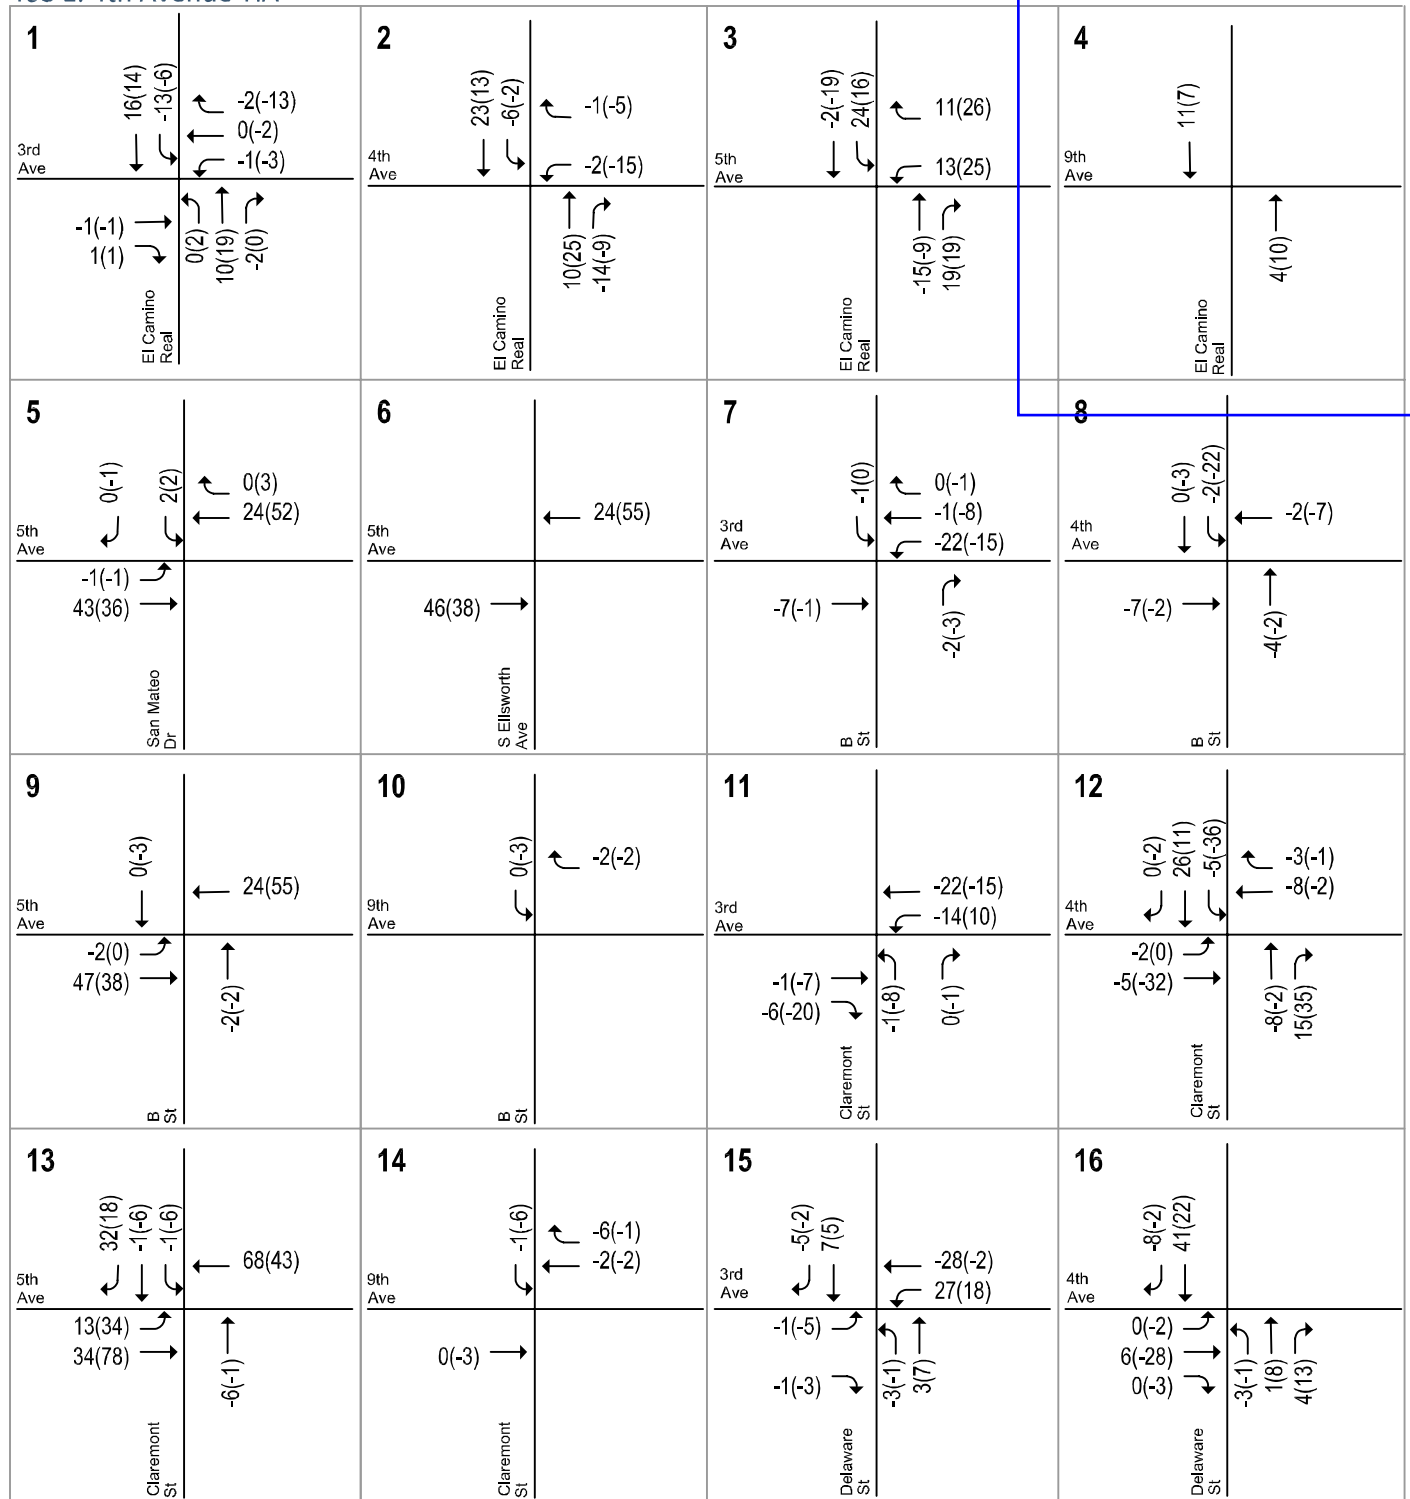 1
16(14)
-13(-6)
-2(-13)
0(-2)
-1(-3)
3rd
Ave
-1(-1)
1(1)
0(2)
10(19)
-2(0)
El Camino
Real
2
23(13)
-6(-2)
-1(-5)
-2(-15)
4th
Ave
10(25)
-14(-9)
El Camino
Real
3
-2(-19)
24(16)
11(26)
13(25)
5th
Ave
-15(-9)
19(19)
El Camino
Real
4
11(7)
9th
Ave
4(10)
El Camino
Real
5
0(-1)
2(2)
0(3)
24(52)
5th
Ave
-1(-1)
43(36)
San Mateo
Dr
6
24(55)
5th
Ave
46(38)
S Ellsworth
Ave
7
-1(0)
0(-1)
-1(-8)
-22(-15)
3rd
Ave
-7(-1)
-2(-3)
B
St
8
0(-3)
-2(-22)
-2(-7)
4th
Ave
-7(-2)
-4(-2)
B
St
9
0(-3)
24(55)
5th
Ave
-2(0)
47(38)
-2(-2)
B
St
10
0(-3)
-2(-2)
9th
Ave
B
St
11
-22(-15)
-14(10)
3rd
Ave
-1(-7)
-6(-20)
-1(-8)
0(-1)
Claremont
St
12
0(-2)
26(11)
-5(-36)
-3(-1)
-8(-2)
4th
Ave
-2(0)
-5(-32)
-8(-2)
15(35)
Claremont
St
13
32(18)
-1(-6)
-1(-6)
68(43)
5th
Ave
13(34)
34(78)
-6(-1)
Claremont
St
14
-1(-6)
-6(-1)
-2(-2)
9th
Ave
0(-3)
Claremont
St
15
-5(-2)
7(5)
-28(-2)
27(18)
3rd
Ave
-1(-5)
-1(-3)
-3(-1)
3(7)
Delaware
St
16
-8(-2)
41(22)
4th
Ave
0(-2)
6(-28)
0(-3)
-3(-1)
1(8)
4(13)
Delaware
St